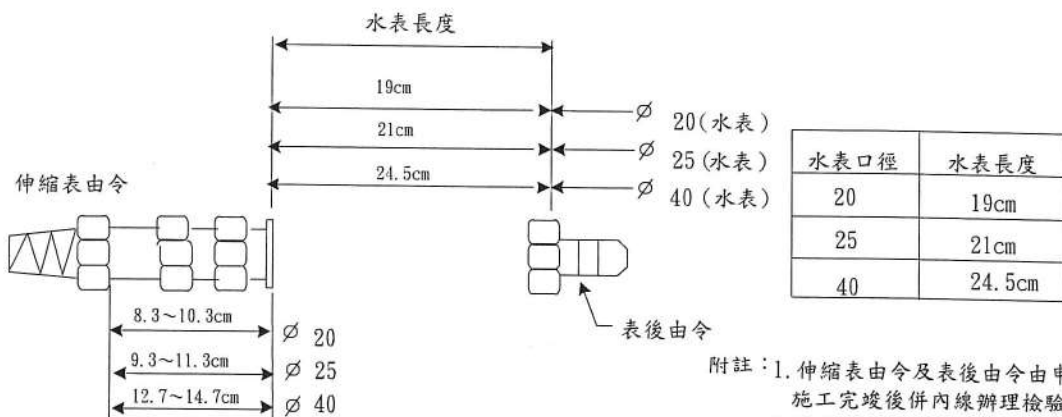 水表長度
19cm
21cm
24.5cm
∅ 20(水表)
∅ 25(水表)
∅ 40(水表)
伸縮表由令
水表口徑 水表長度
20 19cm
25 21cm
40 24.5cm
8.3~10.3cm ∅ 20
9.3~11.3cm ∅ 25
12.7~14.7cm ∅ 40
表後由令
附註:1. 伸縮表由令及表後由令由
施工完竣後併內線辦理檢驗